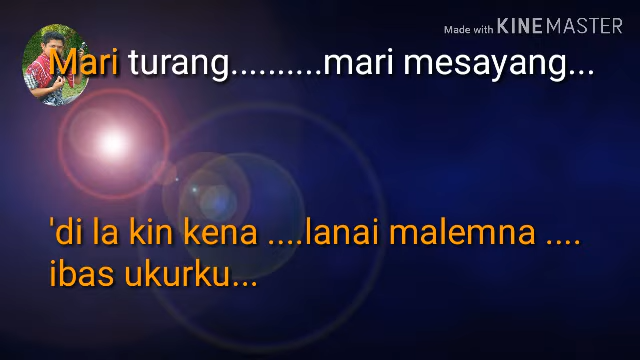 Made with KINEMASTER
Mari turang..........mari mesayang...
'di la kin kena ....lanai malemna ....
ibas ukurku...